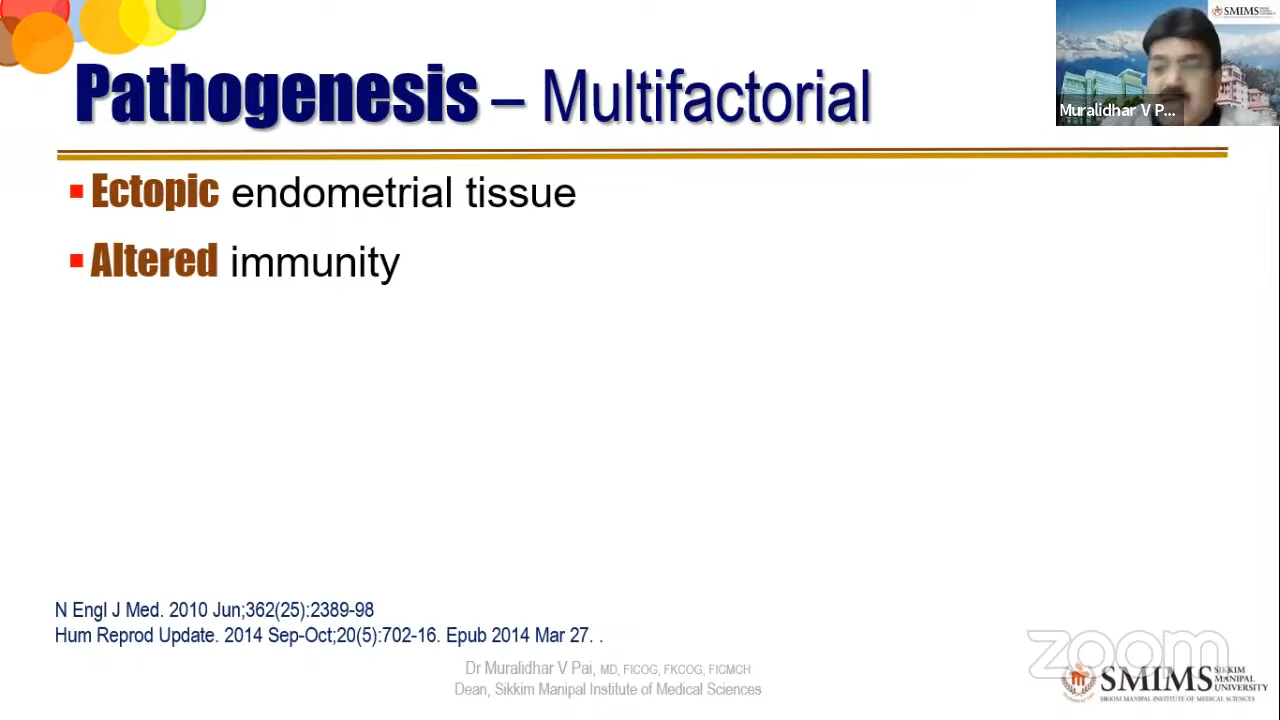 SMIMS
Muralidhar V P...
Pathogenesis – Multifactorial
Ectopic endometrial tissue
Altered immunity
N Engl J Med. 2010 Jun;362(25):2389-98
Hum Reprod Update. 2014 Sep-Oct;20(5):702-16. Epub 2014 Mar 27. .
Dr Muralidhar V Pai, MD, FICOG, FKCOG, FICMCH
Dean, Sikkim Manipal Institute of Medical Sciences
zoom
SMIMS SIKKIM MANIPAL UNIVERSITY
SIKKIM MANIPAL INSTITUTE OF MEDICAL SCIENCES